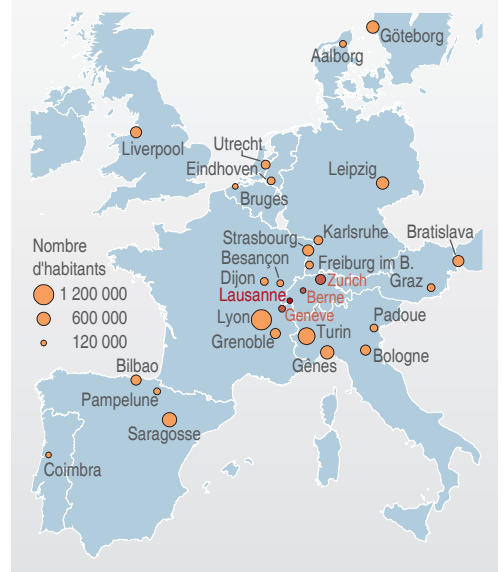 Göteborg
Aalborg
Liverpool
Utrecht
Eindhoven
Leipzig
Bruges
Strasbourg
Karlsruhe
Bratislava
Nombre
d'habitants
Besançon
Freiburg im B.
Dijon
Zurich
Graz
1 200 000
Lausanne
Berne
600 000
Lyon
Genève
Padoue
120 000
Grenoble
Turin
Bilbao
Gênes
Bologne
Pampelune
Saragosse
Coimbra